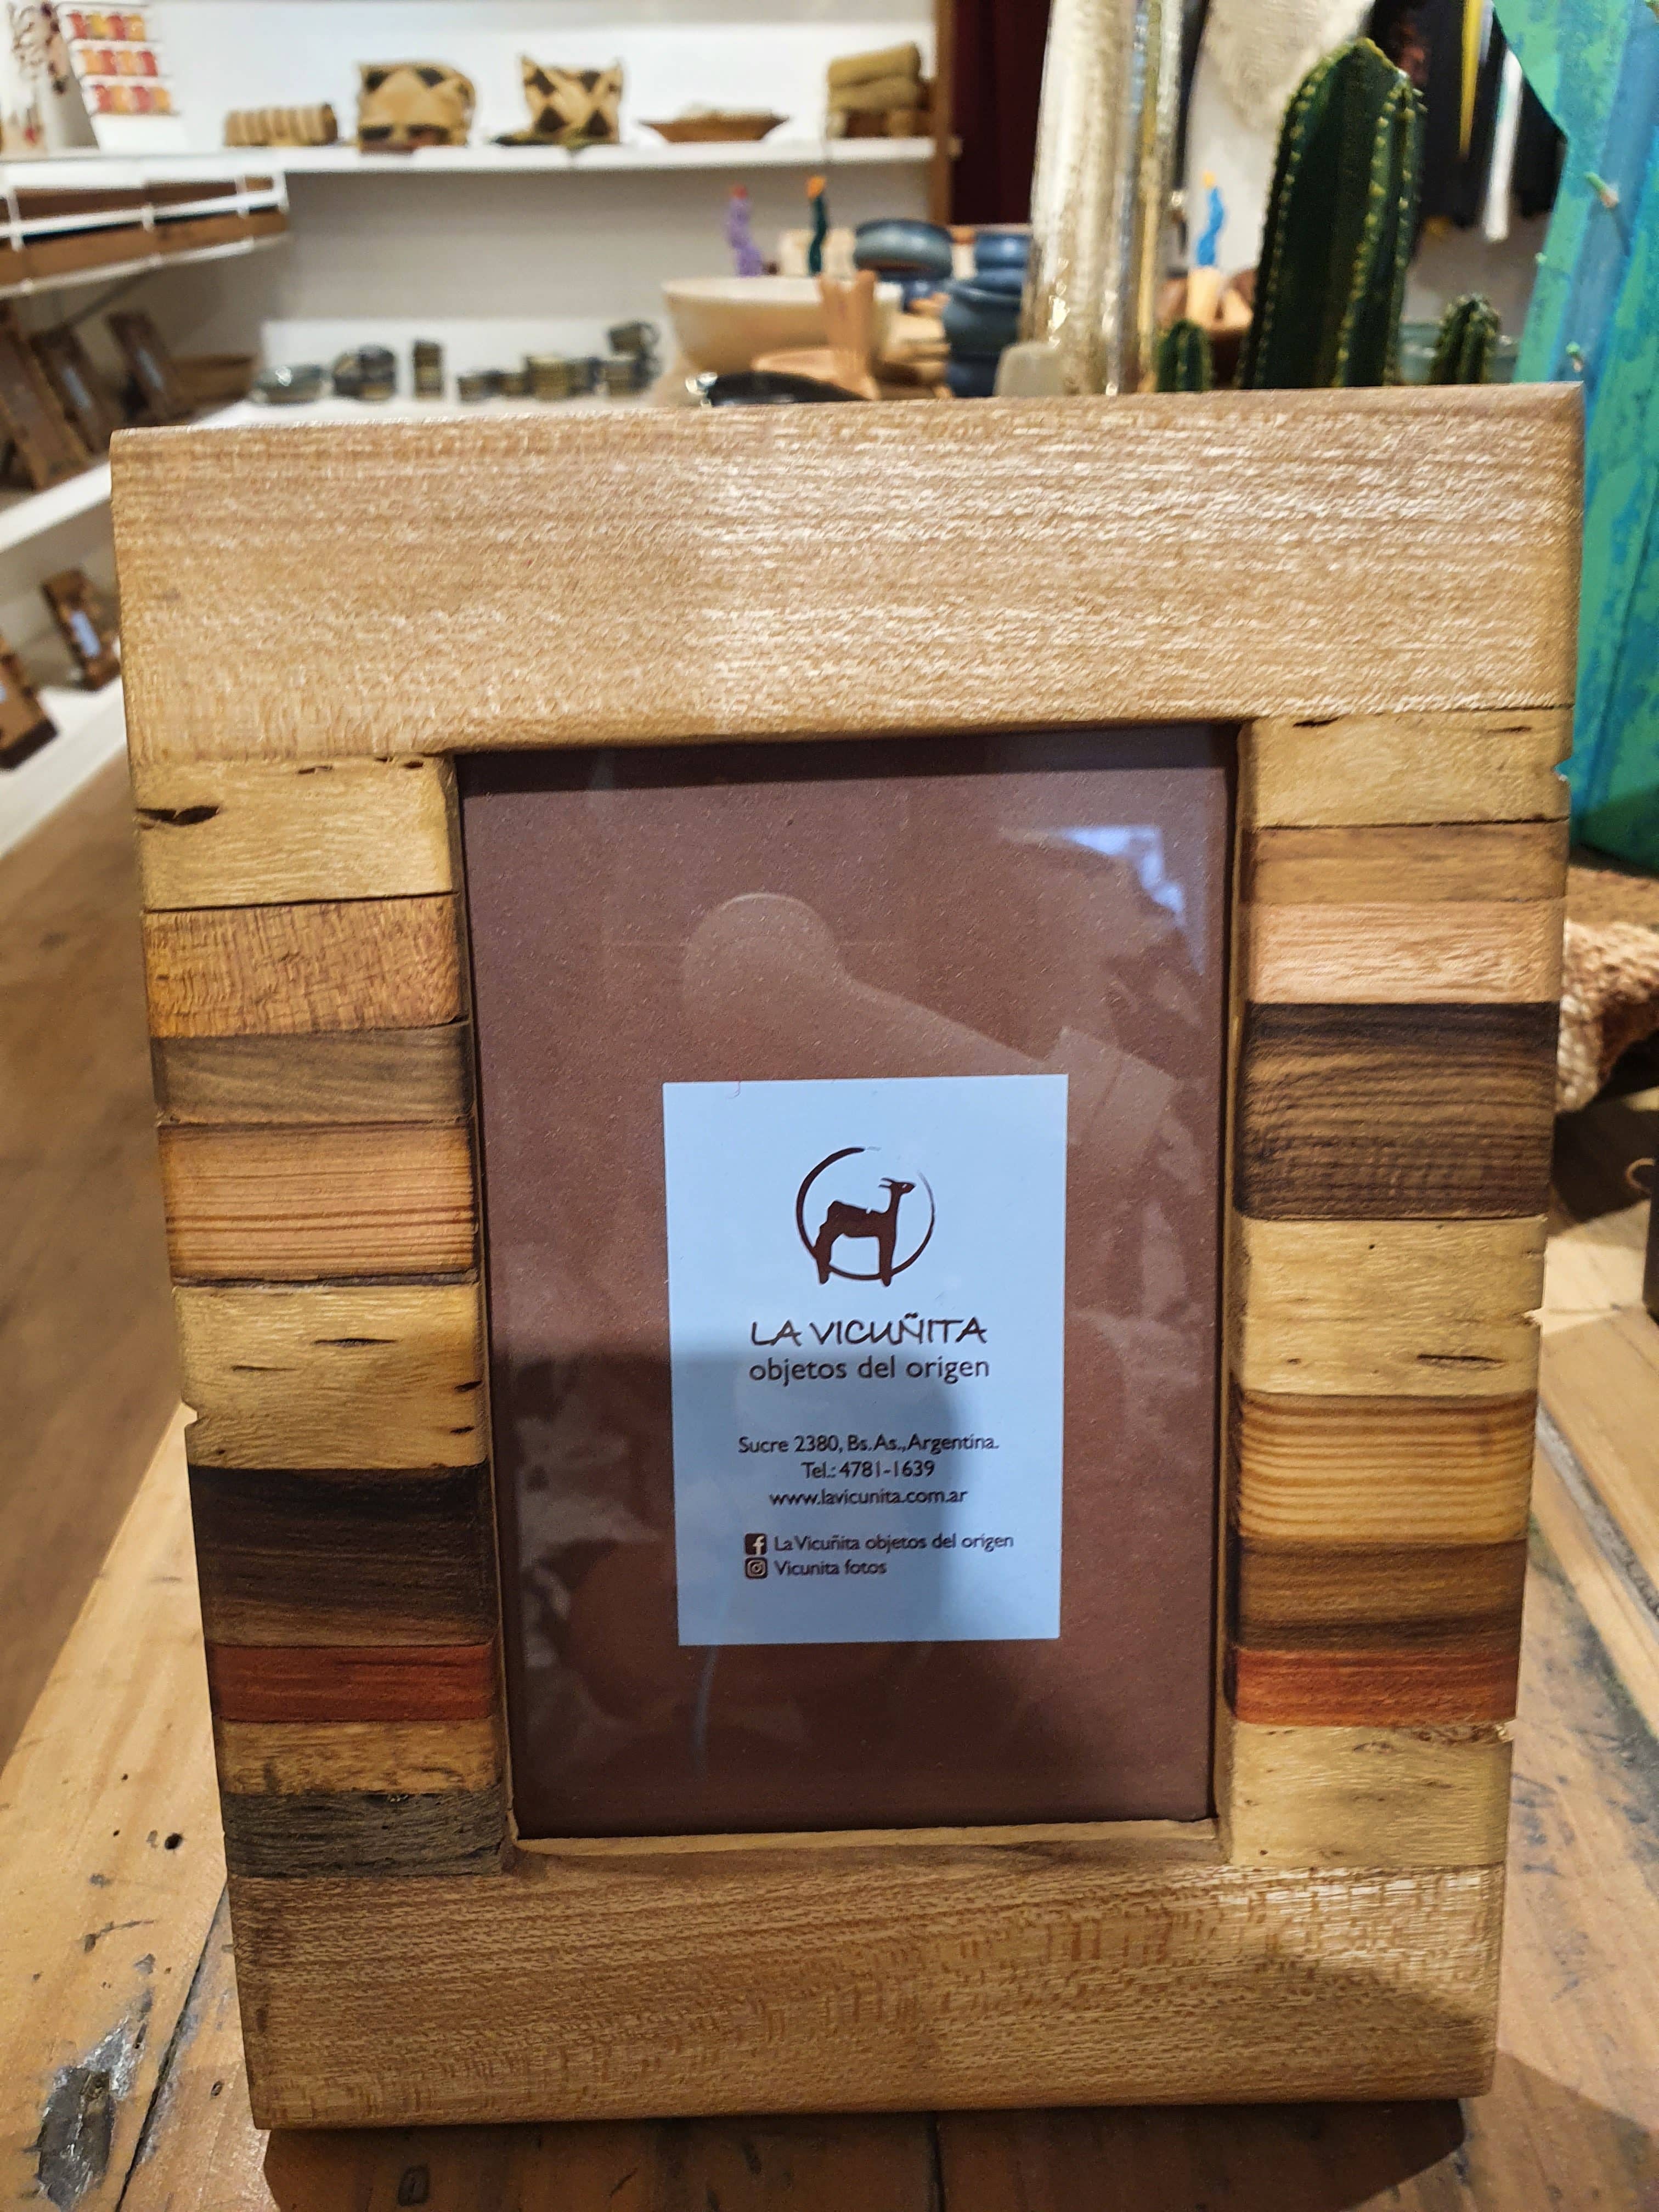 LA VICUÑITA
objetos del origen
Sucre 2380, Bs.As., Argentina.
Tel.: 4781-1639
www.lavicunita.com.ar
La Vicuñita objetos del origen
Vicunita fotos